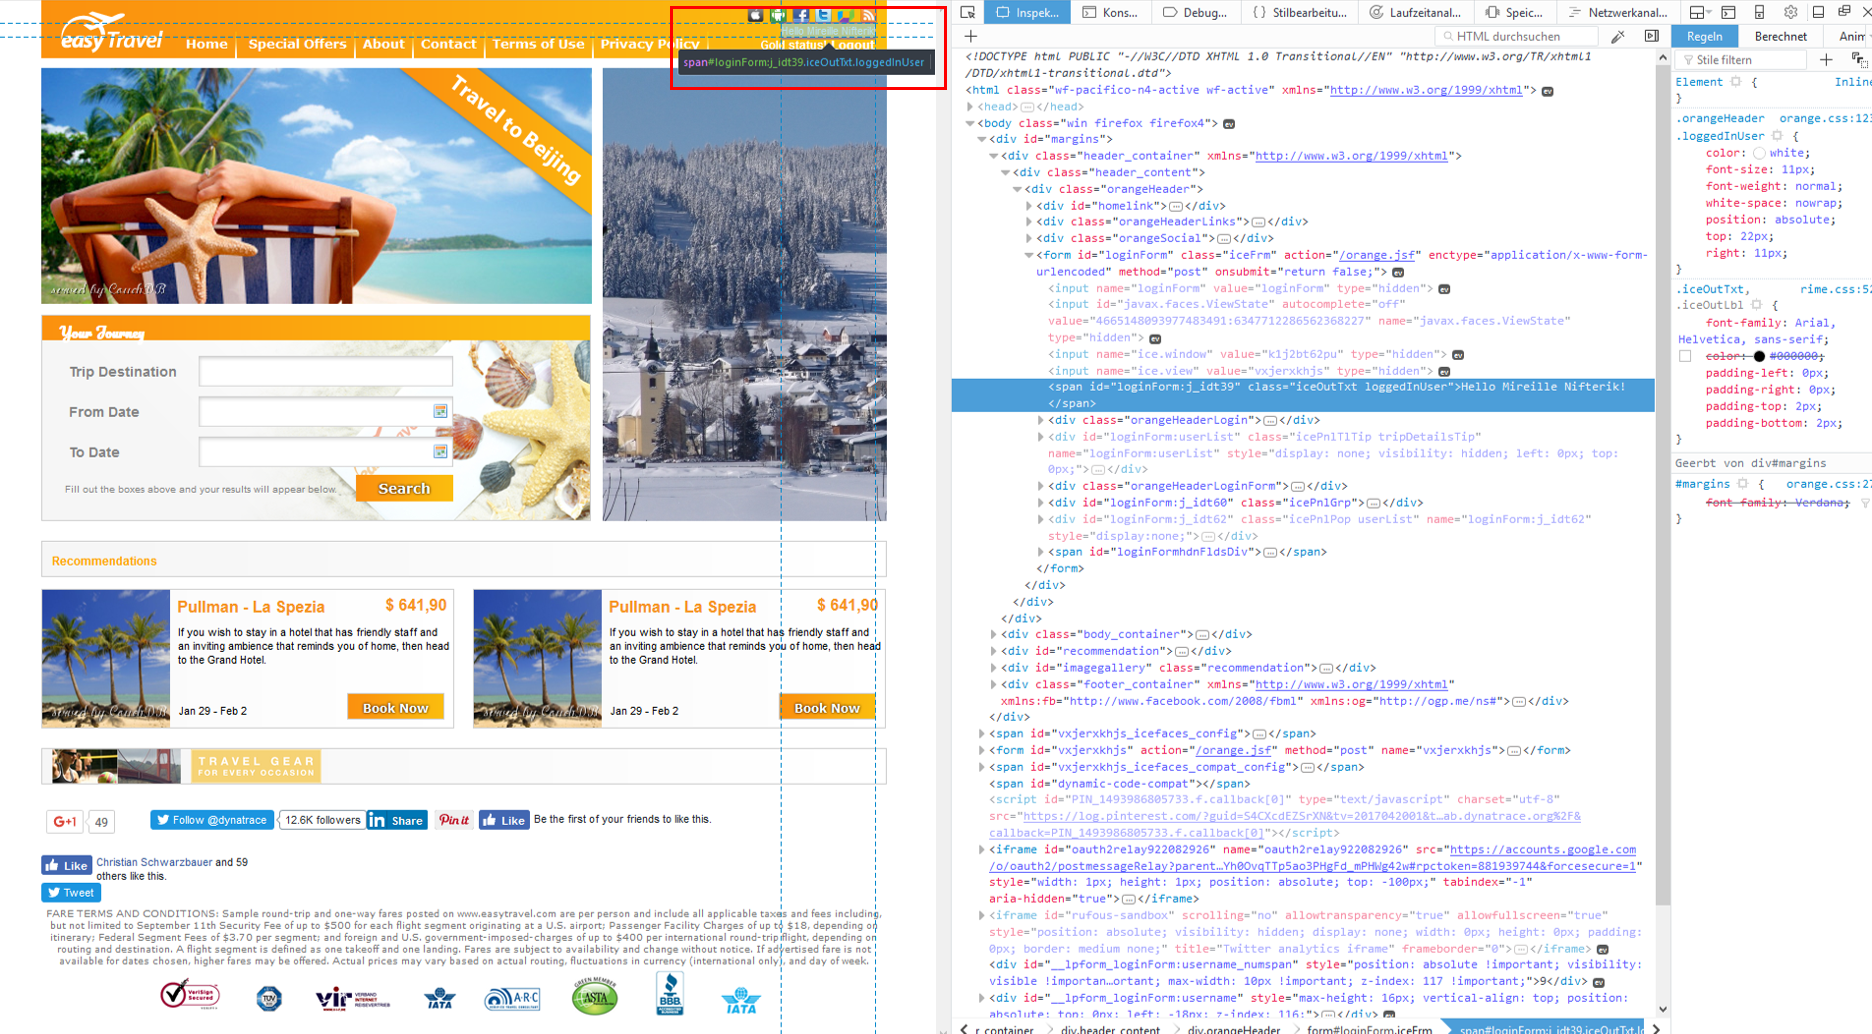 easyTravel
Home
Special Offers
About
Contact
Terms of Use
Privacy Policy
Hello Mireille Nifterik!
Gold status
Logout
span#loginForm:j_idt39.iceOutTxt.loggedInUser
Travel to Beijing
served by CouchDB
Your Journey
Trip Destination
From Date
To Date
Fill out the boxes above and your results will appear below.
Search
Recommendations
Pullman - La Spezia
$ 641,90
If you wish to stay in a hotel that has friendly staff and
an inviting ambience that reminds you of home, then head
to the Grand Hotel.
Jan 29 - Feb 2
Book Now
served by CouchDB
Pullman - La Spezia
$ 641,90
If you wish to stay in a hotel that has friendly staff and
an inviting ambience that reminds you of home, then head
to the Grand Hotel.
Jan 29 - Feb 2
Book Now
served by CouchDB
TRAVEL GEAR
FOR EVERY OCCASION
G+1
49
Follow @dynatrace
12.6K followers
in Share
Pin it
Like
Be the first of your friends to like this.
Like
Christian Schwarzbauer and 59
others like this.
Tweet
FARE TERMS AND CONDITIONS: Sample round-trip and one-way fares posted on www.easytravel.com are per person and include all applicable taxes and fees including,
but not limited to September 11th Security Fee of up to $500 for each flight segment originating at a U.S. airport; Passenger Facility Charges of up to $18, depending on
itinerary; Federal Segment Fees of $3.70 per segment; and foreign and U.S. government-imposed-charges of up to $400 per international round-trip flight, depending on
routing and destination. A flight segment is defined as one takeoff and one landing. Fares are subject to availability and change without notice. If advertised fare is not
available for dates chosen, higher fares may be offered. Actual prices may vary based on actual routing, fluctuations in currency (international only), and day of week.
VeriSign
Secured
TÜV
vir
VERBAND
INTERNET
REISEVERTRIEB
IATA
A·R·C
GREEN MEMBER
ASTA
BBB
IATA
Inspek...
Kons...
Debug...
Stilbearbeitu...
Laufzeitanal...
Speic...
Netzwerkanal...
HTML durchsuchen
<!DOCTYPE html PUBLIC "-//W3C//DTD XHTML 1.0 Transitional//EN" "http://www.w3.org/TR/xhtml1
/DTD/xhtml1-transitional.dtd">
<html class="wf-pacifico-n4-active wf-active" xmlns="http://www.w3.org/1999/xhtml"> ev
<head>…</head>
<body class="win firefox firefox4"> ev
<div id="margins">
<div class="header_container" xmlns="http://www.w3.org/1999/xhtml">
<div class="header_content">
<div class="orangeHeader">
<div id="homelink">…</div>
<div class="orangeHeaderLinks">…</div>
<div class="orangeSocial">…</div>
<form id="loginForm" class="iceFrm" action="/orange.jsf" enctype="application/x-www-form-
urlencoded" method="post" onsubmit="return false;"> ev
<input name="loginForm" value="loginForm" type="hidden"> ev
<input id="javax.faces.ViewState" autocomplete="off"
value="4665148093977483491:6347712286562368227" name="javax.faces.ViewState"
type="hidden"> ev
<input name="ice.window" value="k1j2bt62pu" type="hidden"> ev
<input name="ice.view" value="vxjerxkhjs" type="hidden"> ev
<span id="loginForm:j_idt39" class="iceOutTxt loggedInUser">Hello Mireille Nifterik!
</span>
<div class="orangeHeaderLogin">…</div>
<div id="loginForm:userList" class="icePnlTlTip tripDetailsTip"
name="loginForm:userList" style="display: none; visibility: hidden; left: 0px; top:
0px;">…</div>
<div class="orangeHeaderLoginForm">…</div>
<div id="loginForm:j_idt60" class="icePnlGrp">…</div>
<div id="loginForm:j_idt62" class="icePnlPop userList" name="loginForm:j_idt62"
style="display:none;">…</div>
<span id="loginFormhdnFldsDiv">…</span>
</form>
</div>
</div>
</div>
<div class="body_container">…</div>
<div id="recommendation">…</div>
<div id="imagegallery" class="recommendation">…</div>
<div class="footer_container" xmlns="http://www.w3.org/1999/xhtml"
xmlns:fb="http://www.facebook.com/2008/fbml" xmlns:og="http://ogp.me/ns#">…</div>
</div>
<span id="vxjerxkhjs_icefaces_config">…</span>
<form id="vxjerxkhjs" action="/orange.jsf" method="post" name="vxjerxkhjs">…</form>
<span id="vxjerxkhjs_icefaces_compat_config">…</span>
<span id="dynamic-code-compat"></span>
<script id="PIN_1493986805733.f.callback[0]" type="text/javascript" charset="utf-8"
src="https://log.pinterest.com/?guid=S4CXcdEZSrXN&tv=2017042001&t…ab.dynatrace.org%2F&
callback=PIN_1493986805733.f.callback[0]"></script>
<iframe id="oauth2relay922082926" name="oauth2relay922082926" src="https://accounts.google.com
/o/oauth2/postmessageRelay?parent…Yh0OvqTTp5ao3PHgFd_mPHWg42w#rpctoken=881939744&forcesecure=1"
style="width: 1px; height: 1px; position: absolute; top: -100px;" tabindex="-1"
aria-hidden="true">…</iframe>
<iframe id="rufous-sandbox" scrolling="no" allowtransparency="true" allowfullscreen="true"
style="position: absolute; visibility: hidden; display: none; width: 0px; height: 0px; padding:
0px; border: medium none;" title="Twitter analytics iframe" frameborder="0">…</iframe> ev
<div id="__lpform_loginForm:username_numspan" style="position: absolute !important; visibility:
visible !importan…ortant; max-width: 10px !important; z-index: 117 !important;">9</div> ev
<div id="__lpform_loginForm:username" style="max-height: 16px; vertical-align: top; position:
absolute; top: 0px; left: -18px; z-index: 116;">…</div> ev
r_container
div.header_content
div.orangeHeader
form#loginForm.iceFrm
span#loginForm:j_idt39.iceOutTxt.lo
Regeln
Berechnet
Anim
Stile filtern
Element {
Inline
}
.orangeHeader
orange.css:123
.loggedInUser {
color: white;
font-size: 11px;
font-weight: normal;
white-space: nowrap;
position: absolute;
top: 22px;
right: 11px;
}
.iceOutTxt,
rime.css:52
.iceOutLbl {
font-family: Arial,
Helvetica, sans-serif;
color: #000000;
padding-left: 0px;
padding-right: 0px;
padding-top: 2px;
padding-bottom: 2px;
}
Geerbt von div#margins
#margins {
orange.css:27
font-family: Verdana;
}